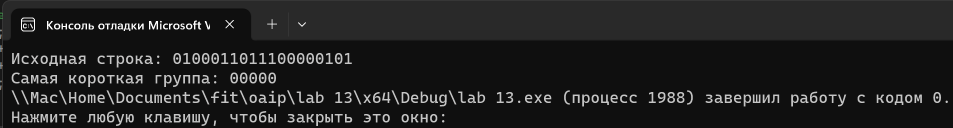 Консоль отладки Microsoft V
Исходная строка: 0100011011100000101
Самая короткая группа: 00000
\\Mac\Home\Documents\fit\oaip\lab 13\x64\Debug\lab 13.exe (процесс 1988) завершил работу с кодом 0.
Нажмите любую клавишу, чтобы закрыть это окно: